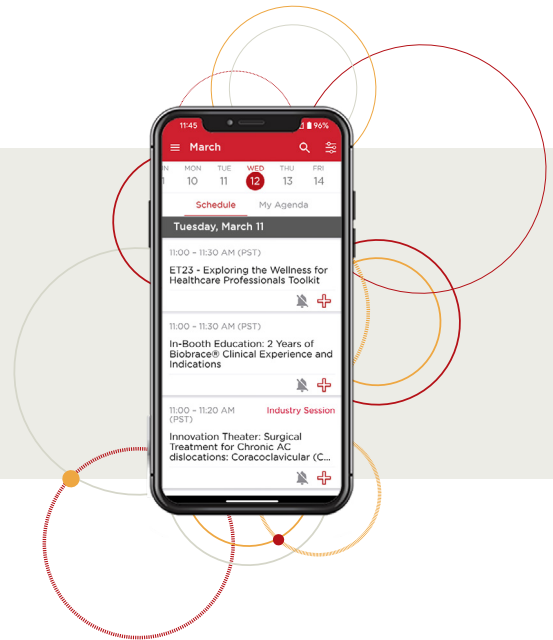 11:45 96%
March
N MON TUE WED THU FRI
1 10 11 12 13 14
Schedule My Agenda
Tuesday, March 11
11:00 – 11:30 AM (PST)
ET23 - Exploring the Wellness for
Healthcare Professionals Toolkit
11:00 – 11:30 AM (PST)
In-Booth Education: 2 Years of
Biobrace® Clinical Experience and
Indications
11:00 – 11:20 AM Industry Session
(PST)
Innovation Theater: Surgical
Treatment for Chronic AC
dislocations: Coracoclavicular (C...